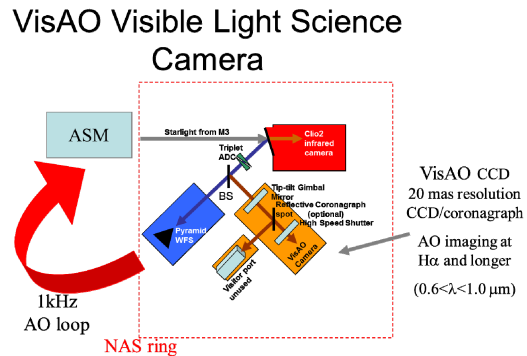 VisAO Visible Light Science
Camera
ASM
Starlight from M3
Clio2
infrared
camera
Triplet
ADC
BS
Tip-tilt Gimbal
Mirror
Reflective Coronagraph
spot (optional)
High Speed Shutter
Pyramid
WFS
VisAO
Camera
Visitor port
unused
VisAO CCD
20 mas resolution
CCD/coronagraph
AO imaging at
Hα and longer
(0.6<λ<1.0 μm)
1kHz
AO loop
NAS ring